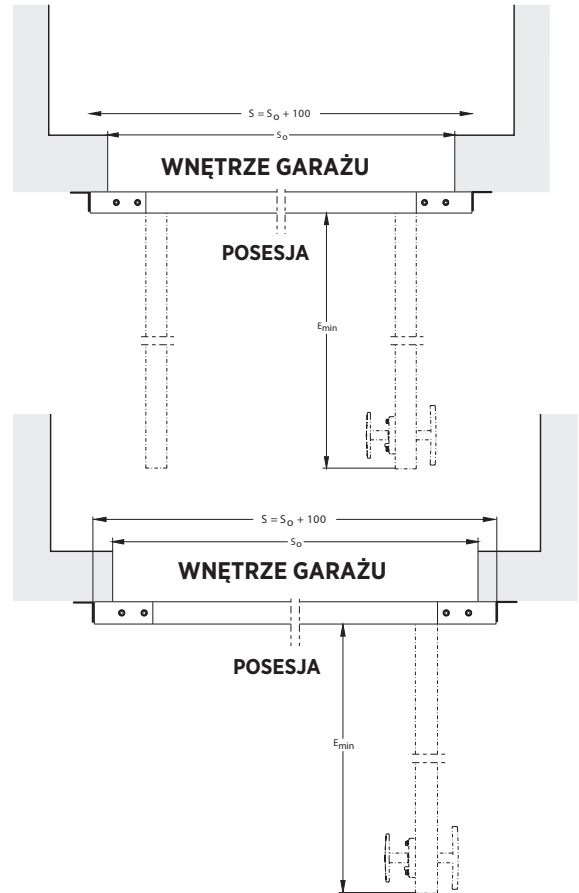 S = S₀ + 100
S₀
WNĘTRZE GARAŻU
POSESJA
Emin
S = S₀ + 100
S₀
WNĘTRZE GARAŻU
POSESJA
Emin